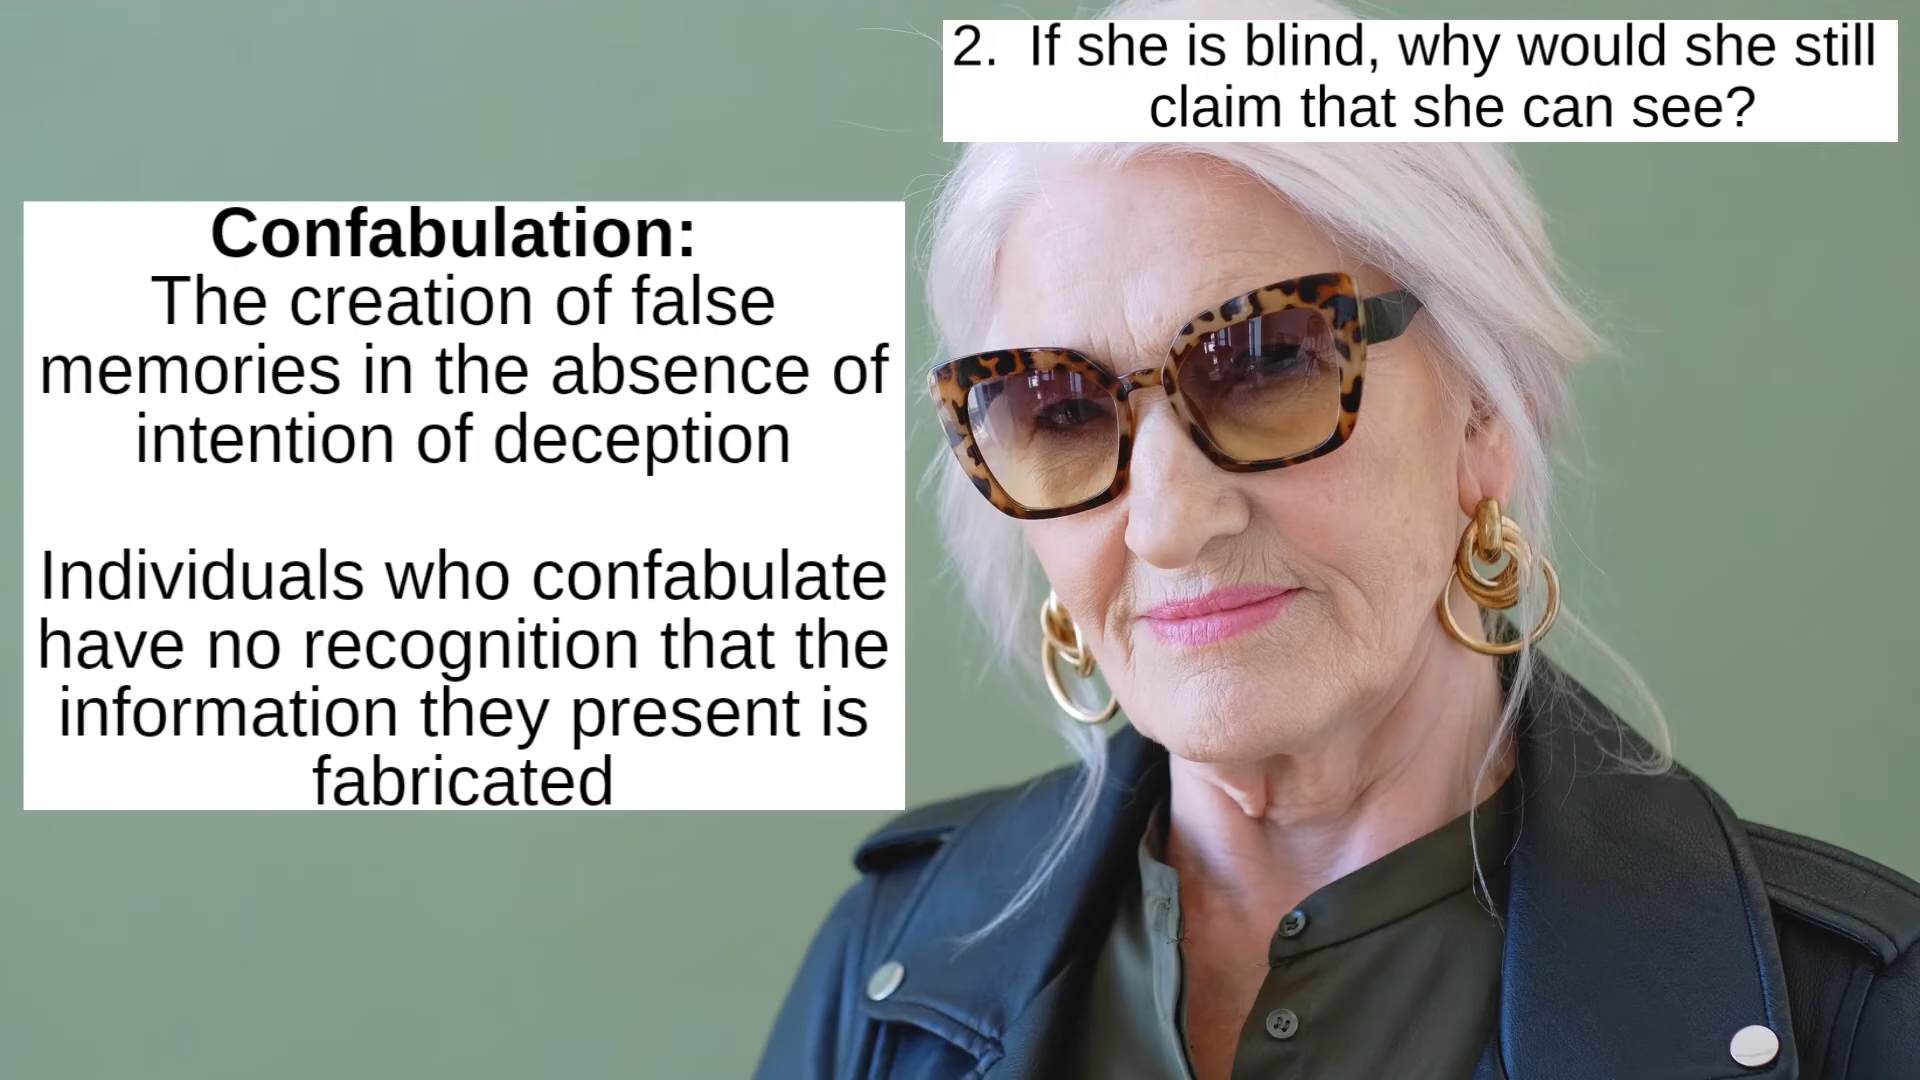 2. If she is blind, why would she still
claim that she can see?
Confabulation:
The creation of false
memories in the absence of
intention of deception
Individuals who confabulate
have no recognition that the
information they present is
fabricated